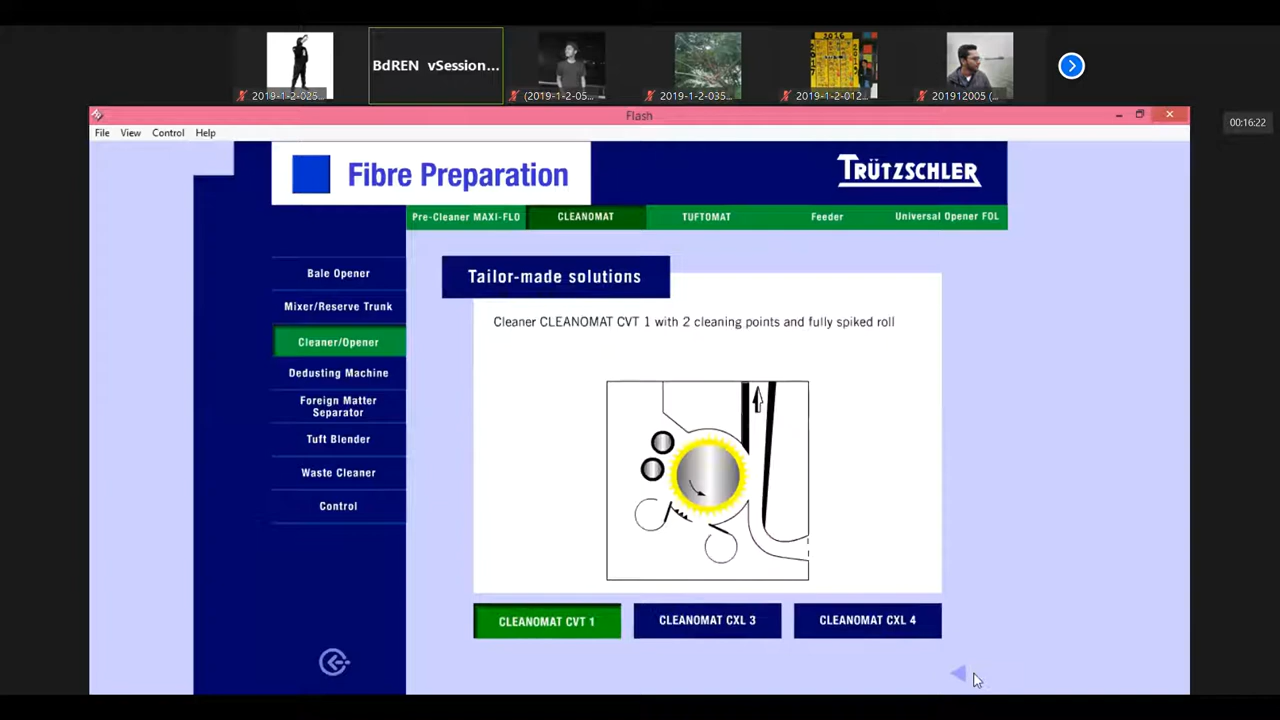 BdREN vSession...
2019-1-2-025...
(2019-1-2-05...
2019-1-2-035...
2019-1-2-012...
201912005 (...
Flash
00:16:22
File View Control Help
Fibre Preparation
TRÜTZSCHLER
Pre-Cleaner MAXI-FLO CLEANOMAT TUFTOMAT Feeder Universal Opener FOL
Tailor-made solutions
Bale Opener
Mixer/Reserve Trunk
Cleaner/Opener
Dedusting Machine
Foreign Matter
Separator
Tuft Blender
Waste Cleaner
Control
Cleaner CLEANOMAT CVT 1 with 2 cleaning points and fully spiked roll
CLEANOMAT CVT 1 CLEANOMAT CXL 3 CLEANOMAT CXL 4